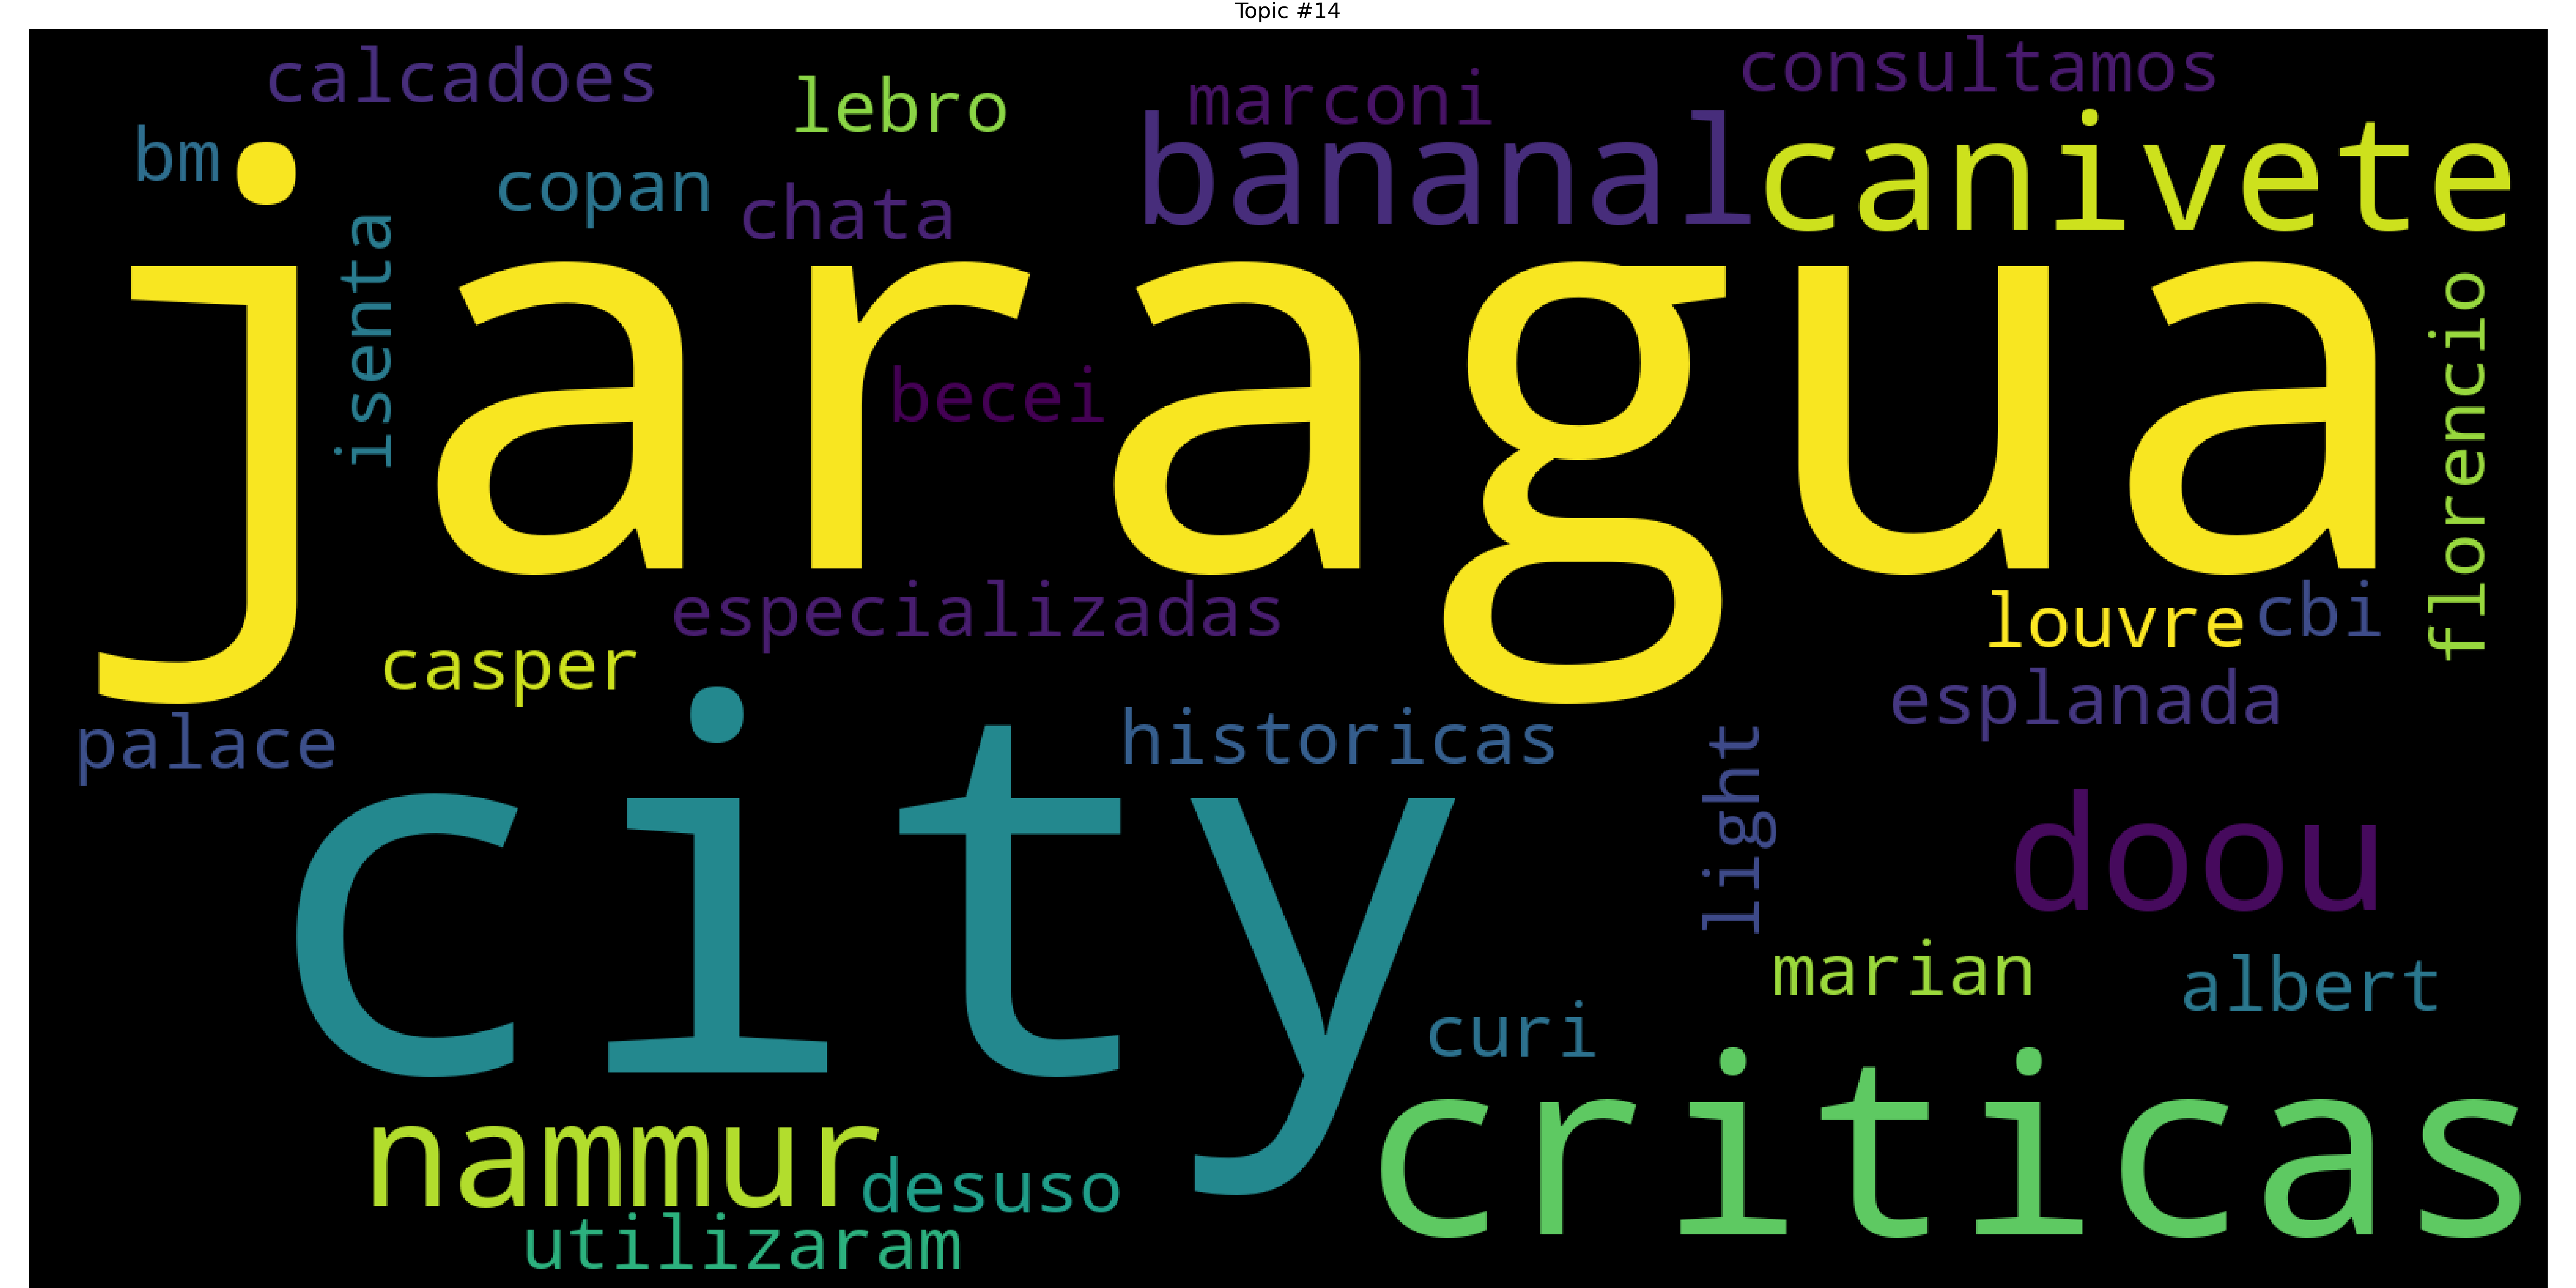 Topic #14
calcadoes
consultamos
marconi
lebro
bm
copan
chata
bananal
canivete
isenta
jaragua
becei
florencio
especializadas
louvre
cbi
casper
esplanada
palace
historicas
light
city
doou
marian
albert
curi
nammur
criticas
desuso
utilizaram